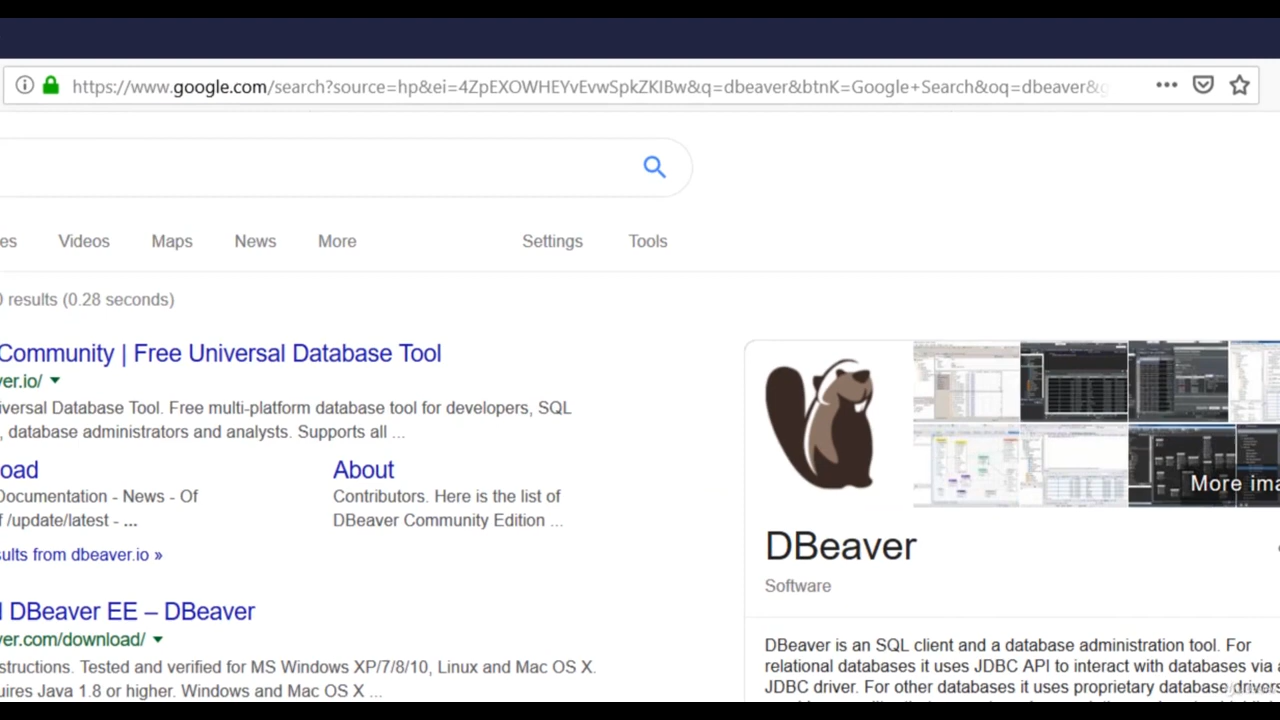 https://www.google.com/search?source=hp&ei=4ZpEXOWHEYvEvwSpkZKIBw&q=dbeaver&btnK=Google+Search&oq=dbeaver&g
es Videos Maps News More Settings Tools
0 results (0.28 seconds)
Community | Free Universal Database Tool
ver.io/
iversal Database Tool. Free multi-platform database tool for developers, SQL
, database administrators and analysts. Supports all ...
oad
About
Documentation - News - Of
f /update/latest - ...
Contributors. Here is the list of
DBeaver Community Edition ...
sults from dbeaver.io »
DBeaver EE – DBeaver
ver.com/download/
structions. Tested and verified for MS Windows XP/7/8/10, Linux and Mac OS X.
uires Java 1.8 or higher. Windows and Mac OS X ...
More ima
DBeaver
Software
DBeaver is an SQL client and a database administration tool. For
relational databases it uses JDBC API to interact with databases via a
JDBC driver. For other databases it uses proprietary database drivers